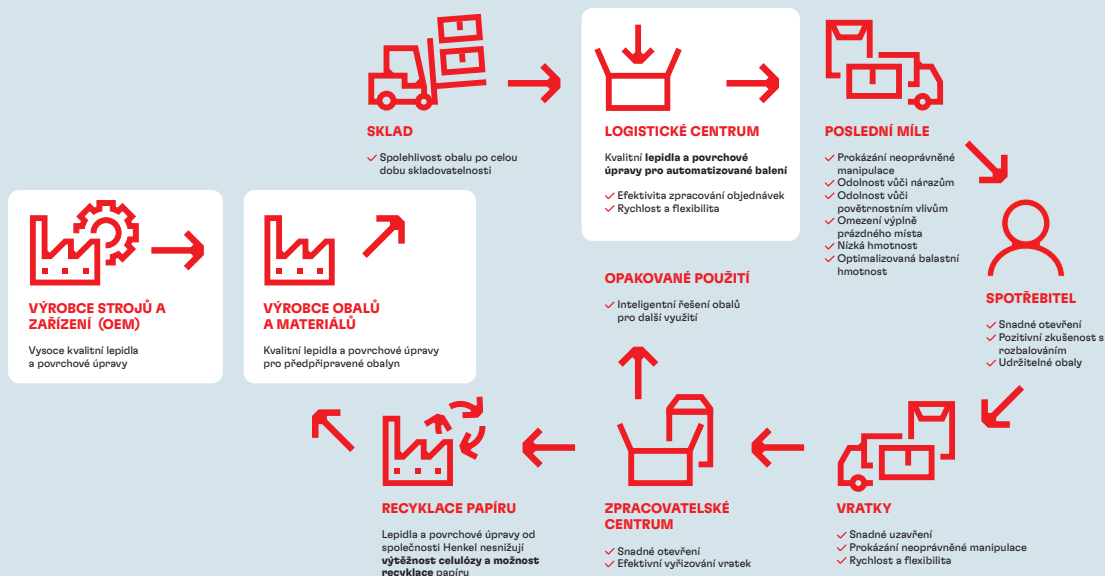 SKLAD
Spolehlivost obalu po celou
dobu skladovatelnosti
LOGISTICKÉ CENTRUM
Kvalitní lepidla a povrchové
úpravy pro automatizované balení
Efektivita zpracování objednávek
Rychlost a flexibilita
POSLEDNÍ MÍLE
Prokázání neoprávněné
manipulace
Odolnost vůči nárazům
Odolnost vůči
povětrnostním vlivům
Omezení výplně
prázdného místa
Nízká hmotnost
Optimalizovaná balastní
hmotnost
VÝROBCE STROJŮ A
ZAŘÍZENÍ (OEM)
Vysoce kvalitní lepidla
a povrchové úpravy
VÝROBCE OBALŮ
A MATERIÁLŮ
Kvalitní lepidla a povrchové úpravy
pro předpřipravené obalyn
OPAKOVANÉ POUŽITÍ
Inteligentní řešení obalů
pro další využití
SPOTŘEBITEL
Snadné otevření
Pozitivní zkušenost s
rozbalováním
Udržitelné obaly
RECYKLACE PAPÍRU
Lepidla a povrchové úpravy od
společnosti Henkel nesnižují
výtěžnost celulózy a možnost
recyklace papíru
ZPRACOVATELSKÉ
CENTRUM
Snadné otevření
Efektivní vyřizování vratek
VRATKY
Snadné uzavření
Prokázání neoprávněné manipulace
Rychlost a flexibilita